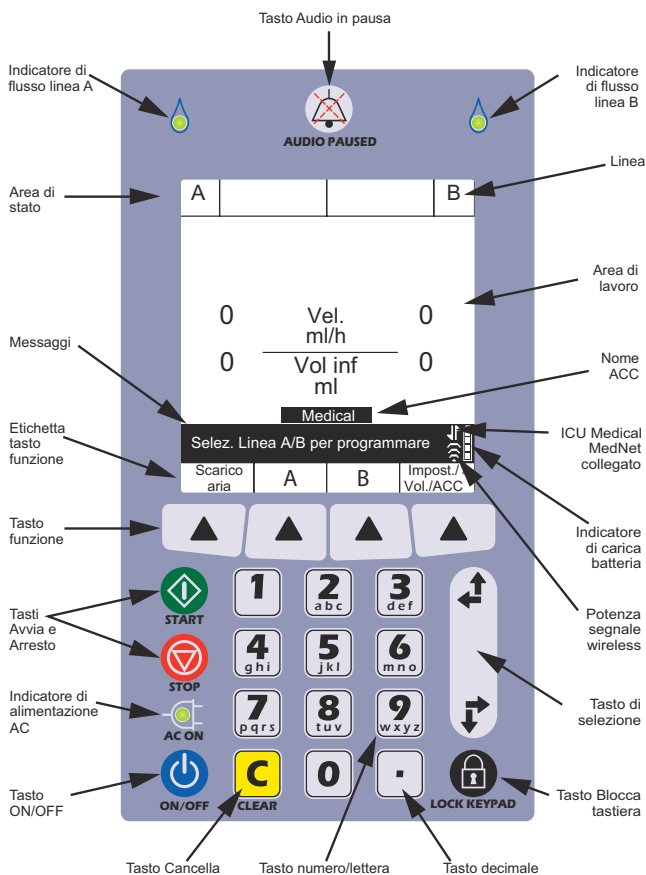 Tasto Audio in pausa
Indicatore di
flusso linea A
Indicatore
di flusso
linea B
AUDIO PAUSED
Linea
Area di
stato
A
B
Area di
lavoro
0
Vel.
ml/h
0
0
Vol inf
ml
0
Messaggi
Nome
ACC
Medical
Selez. Linea A/B per programmare
Etichetta
tasto
funzione
ICU Medical
MedNet
collegato
Scarico
aria
A
B
Impost./
Vol./ACC
Tasto
funzione
Indicatore
di carica
batteria
START
1
2
abc
3
def
Tasti
Avvia e
Arresto
Potenza
segnale
wireless
STOP
4
ghi
5
jkl
6
mno
Indicatore di
alimentazione
AC
AC ON
7
pqrs
8
tuv
9
wxyz
Tasto di
selezione
Tasto
ON/OFF
ON/OFF
C
CLEAR
0
.
LOCK KEYPAD
Tasto Blocca
tastiera
Tasto Cancella
Tasto numero/lettera
Tasto decimale